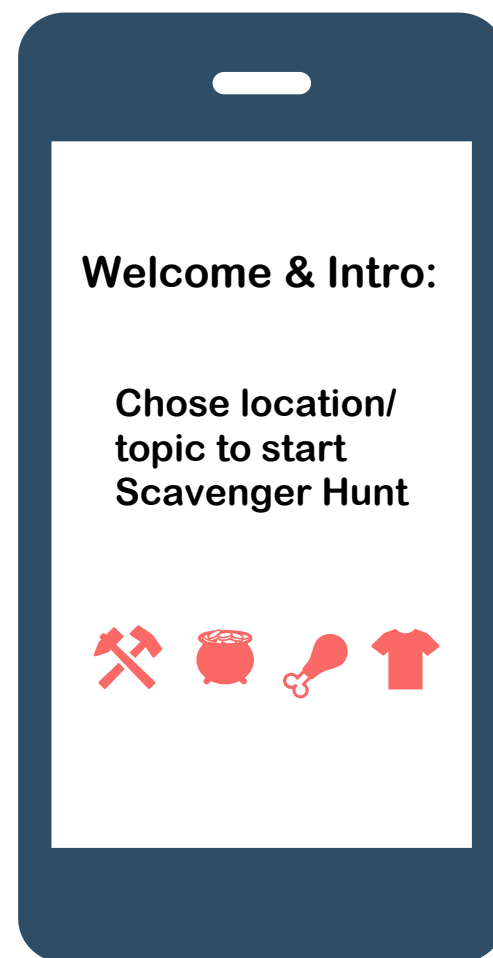 Welcome & Intro:
Chose location/
topic to start
Scavenger Hunt